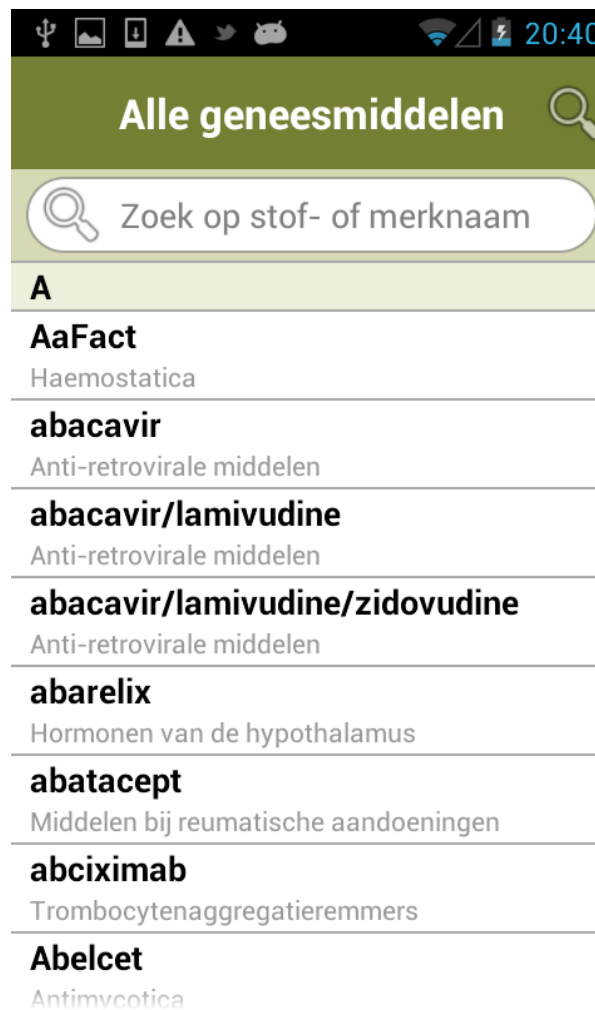 20:40
Alle geneesmiddelen
Zoek op stof- of merknaam
A
AaFact
Haemostatica
abacavir
Anti-retrovirale middelen
abacavir/lamivudine
Anti-retrovirale middelen
abacavir/lamivudine/zidovudine
Anti-retrovirale middelen
abarelix
Hormonen van de hypothalamus
abatacept
Middelen bij reumatische aandoeningen
abciximab
Trombocytenaggregatieremmers
Abelcet
Antimycotica